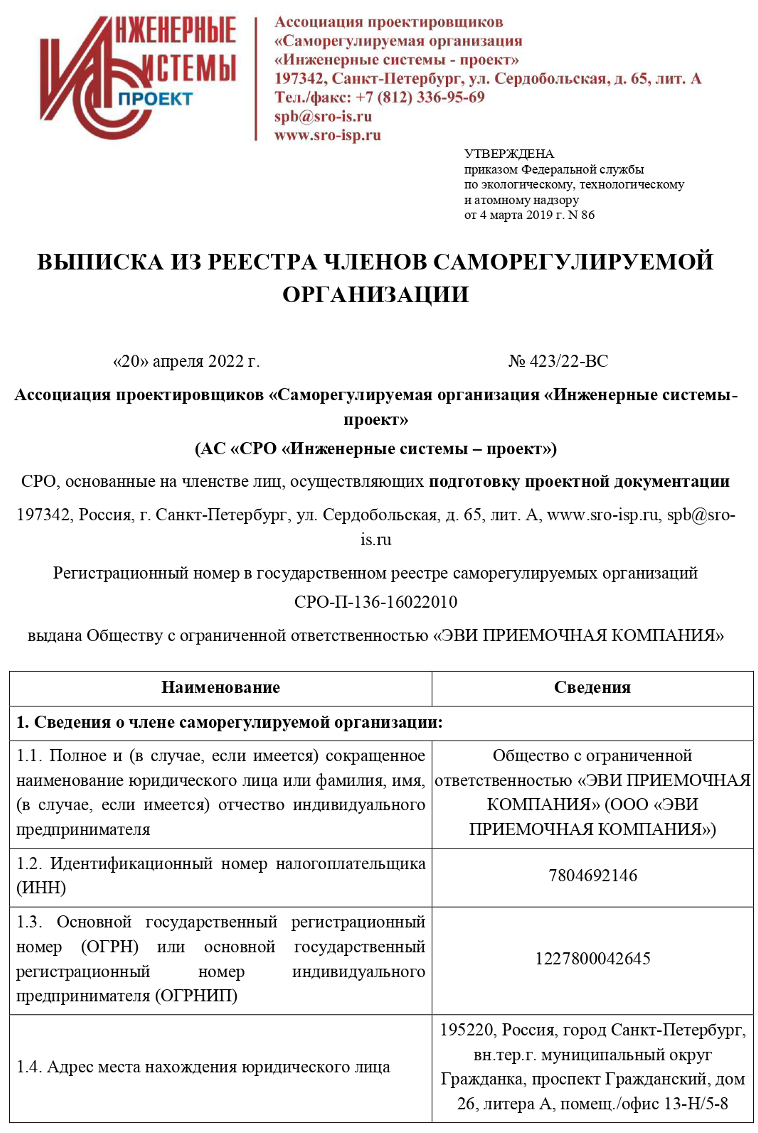 ИНЖЕНЕРНЫЕ
СИСТЕМЫ
ПРОЕКТ
Ассоциация проектировщиков
«Саморегулируемая организация
«Инженерные системы - проект»
197342, Санкт-Петербург, ул. Сердобольская, д. 65, лит. А
Тел./факс: +7 (812) 336-95-69
spb@sro-is.ru
www.sro-isp.ru
УТВЕРЖДЕНА
приказом Федеральной службы
по экологическому, технологическому
и атомному надзору
от 4 марта 2019 г. N 86
ВЫПИСКА ИЗ РЕЕСТРА ЧЛЕНОВ САМОРЕГУЛИРУЕМОЙ
ОРГАНИЗАЦИИ
«20» апреля 2022 г. № 423/22-ВС
Ассоциация проектировщиков «Саморегулируемая организация «Инженерные системы-
проект»
(АС «СРО «Инженерные системы – проект»)
СРО, основанные на членстве лиц, осуществляющих подготовку проектной документации
197342, Россия, г. Санкт-Петербург, ул. Сердобольская, д. 65, лит. А, www.sro-isp.ru, spb@sro-
is.ru
Регистрационный номер в государственном реестре саморегулируемых организаций
СРО-П-136-16022010
выдана Обществу с ограниченной ответственностью «ЭВИ ПРИЕМОЧНАЯ КОМПАНИЯ»
Наименование Сведения
1. Сведения о члене саморегулируемой организации:
1.1. Полное и (в случае, если имеется) сокращенное
наименование юридического лица или фамилия, имя,
(в случае, если имеется) отчество индивидуального
предпринимателя
Общество с ограниченной
ответственностью «ЭВИ ПРИЕМОЧНАЯ
КОМПАНИЯ» (ООО «ЭВИ
ПРИЕМОЧНАЯ КОМПАНИЯ»)
1.2. Идентификационный номер налогоплательщика
(ИНН)
7804692146
1.3. Основной государственный регистрационный
номер (ОГРН) или основной государственный
регистрационный номер индивидуального
предпринимателя (ОГРНИП)
1227800042645
1.4. Адрес места нахождения юридического лица
195220, Россия, город Санкт-Петербург,
вн.тер.г. муниципальный округ
Гражданка, проспект Гражданский, дом
26, литера А, помещ./офис 13-Н/5-8